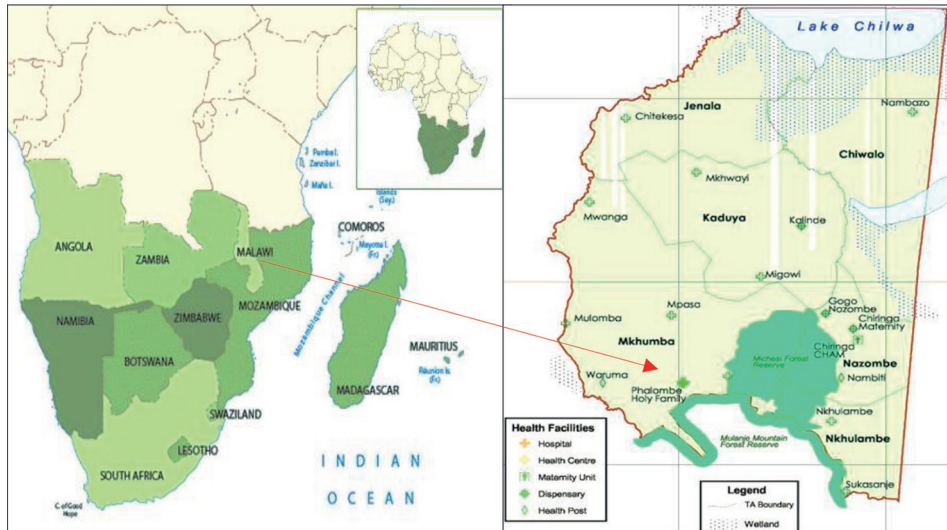 Pemba I.
Zanzibar I.
Mafia I.
Islands
(Sey.)
COMOROS
Mayotte I.
(Fr.)
ANGOLA
ZAMBIA
MALAWI
MOZAMBIQUE
Mozambique Channel
NAMIBIA
ZIMBABWE
BOTSWANA
MAURITIUS
Réunion Is
(Fr.)
MADAGASCAR
SWAZILAND
LESOTHO
SOUTH AFRICA
C. of Good
Hope
INDIAN
OCEAN
Lake Chilwa
Jenala
Chitekesa
Nambazo
Chiwalo
Mkhwayi
Mwanga
Kaduya
Kalinde
Migowi
Mpasa
Gogo
Nazombe
Mulomba
Chiringa
Maternity
Mkhumba
Chiringa
CHAM
Michesi Forest
Reserve
Nazombe
Waruma
Nambiti
Phalombe
Holy Family
Nkhulambe
Nkhulambe
Mulanje Mountain
Forest Reserve
Sukasanje
Health Facilities
Hospital
Health Centre
Maternity Unit
Dispensary
Health Post
Legend
TA Boundary
Wetland